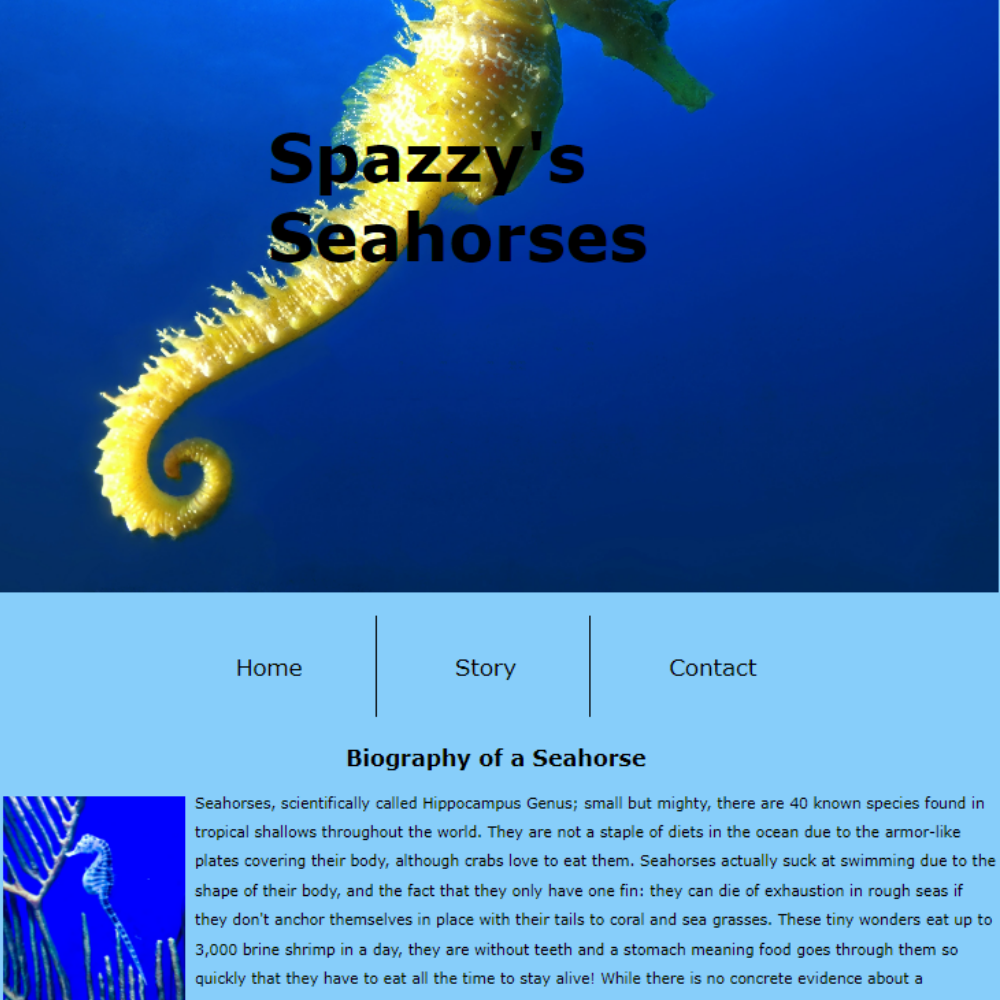 Spazzy's
Seahorses
Home
Story
Contact
Biography of a Seahorse
Seahorses, scientifically called Hippocampus Genus; small but mighty, there are 40 known species found in
tropical shallows throughout the world. They are not a staple of diets in the ocean due to the armor-like
plates covering their body, although crabs love to eat them. Seahorses actually suck at swimming due to the
shape of their body, and the fact that they only have one fin: they can die of exhaustion in rough seas if
they don't anchor themselves in place with their tails to coral and sea grasses. These tiny wonders eat up to
3,000 brine shrimp in a day, they are without teeth and a stomach meaning food goes through them so
quickly that they have to eat all the time to stay alive! While there is no concrete evidence about a